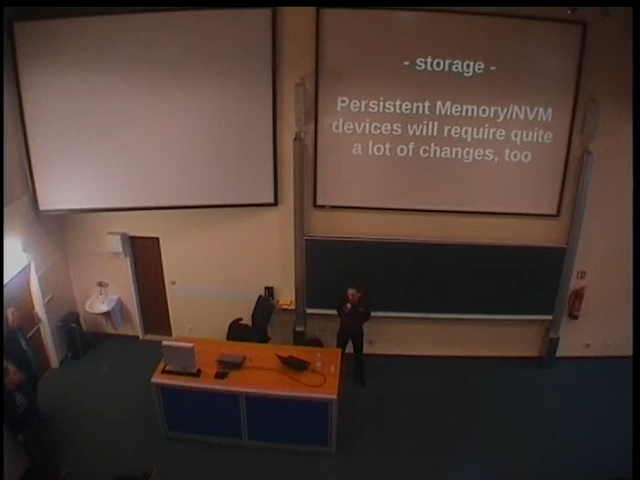 - storage -
Persistent Memory/NVM
devices will require quite
a lot of changes, too